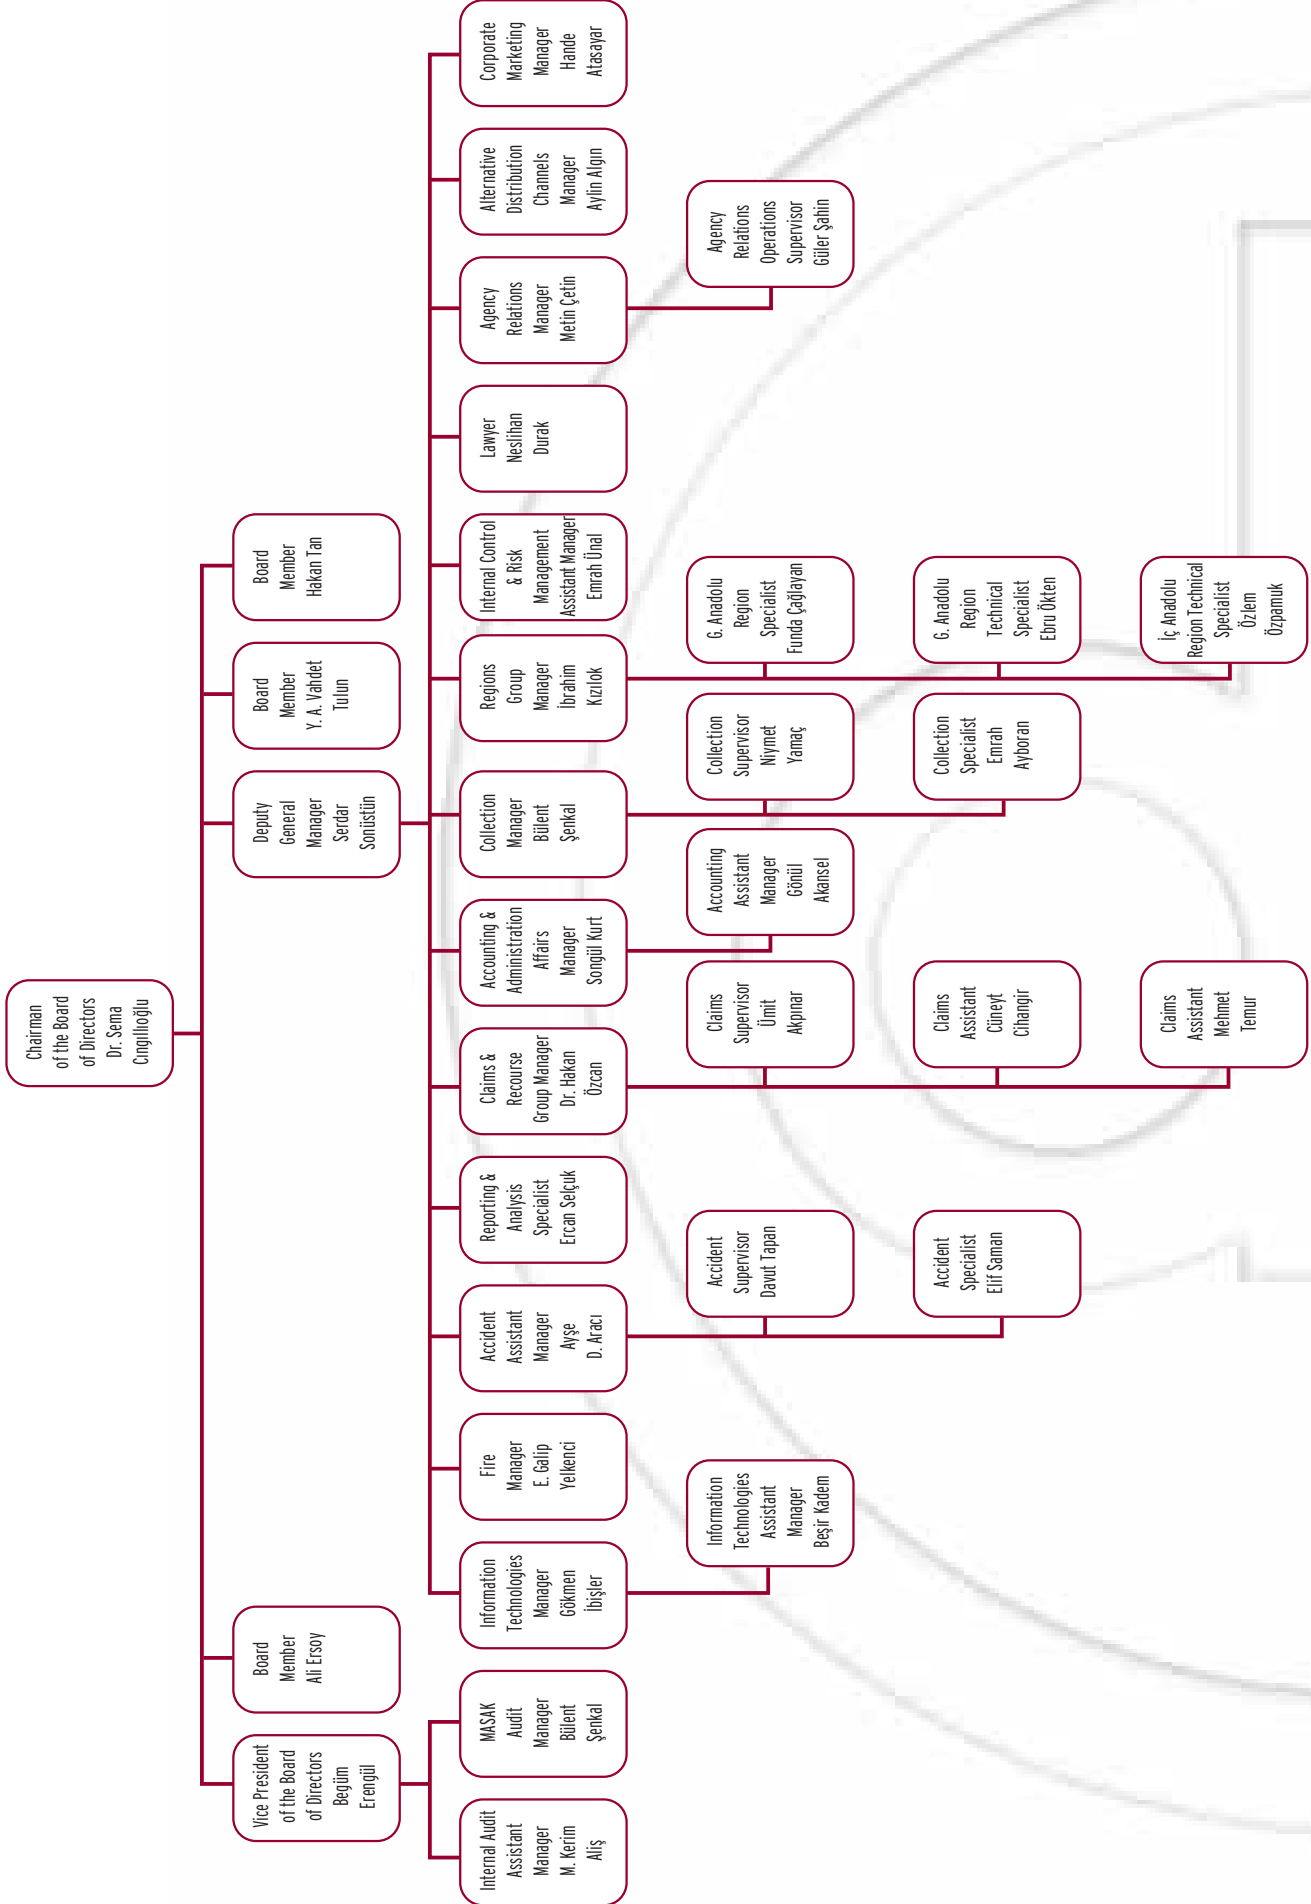 Chairman
of the Board
of Directors
Dr. Sema
Cıngıllıoğlu
Vice President
of the Board
of Directors
Begüm
Erengül
Board
Member
Ali Ersoy
Deputy
General
Manager
Serdar
Sonüstün
Board
Member
Y. A. Vahdet
Tulun
Board
Member
Hakan Tan
Internal Audit
Assistant
Manager
M. Kerim
Aliş
MASAK
Audit
Manager
Bülent
Şenkal
Information
Technologies
Manager
Gökmen
İbişler
Fire
Manager
E. Galip
Yelkenci
Accident
Assistant
Manager
Ayşe
D. Aracı
Reporting &
Analysis
Specialist
Ercan Selçuk
Claims &
Recourse
Group Manager
Dr. Hakan
Özcan
Accounting &
Administration
Affairs
Manager
Songül Kurt
Collection
Manager
Bülent
Şenkal
Regions
Group
Manager
İbrahim
Kızılok
Internal Control
& Risk
Management
Assistant Manager
Emrah Ünal
Lawyer
Neslihan
Durak
Agency
Relations
Manager
Metin Çetin
Alternative
Distribution
Channels
Manager
Aylin Algın
Corporate
Marketing
Manager
Hande
Atasayar
Information
Technologies
Assistant
Manager
Beşir Kadem
Accident
Supervisor
Davut Tapan
Claims
Supervisor
Ümit
Akpınar
Accounting
Assistant
Manager
Gönül
Akansel
Collection
Supervisor
Niymet
Yamaç
G. Anadolu
Region
Specialist
Funda Çağlayan
Agency
Relations
Operations
Supervisor
Güler Şahin
Accident
Specialist
Elif Saman
Claims
Assistant
Cüneyt
Cihangir
Collection
Specialist
Emrah
Ayboran
G. Anadolu
Region
Technical
Specialist
Ebru Ökten
Claims
Assistant
Mehmet
Temur
İç Anadolu
Region Technical
Specialist
Özlem
Özpamuk